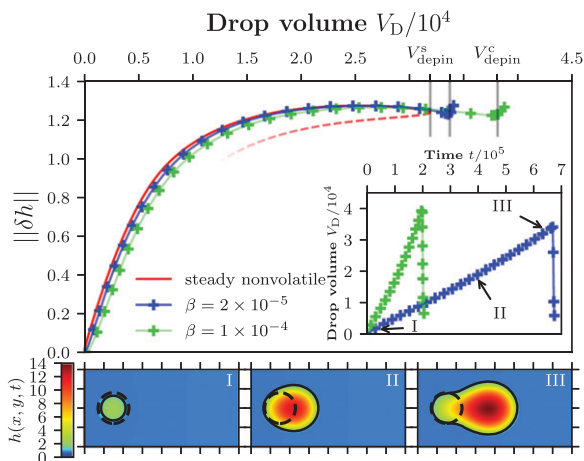 Drop volume V_D/10^4
V^s_depin V^c_depin
0.0 0.5 1.0 1.5 2.0 2.5 4.5
1.4
1.2
1.0
0.8
0.6
0.4
0.2
0.0
||δh||
steady nonvolatile
β = 2 × 10^−5
β = 1 × 10^−4
Time t/10^5
0 1 2 3 4 5 6 7
Drop volume V_D/10^4
4
3
2
1
0
III
II
I
h(x, y, t)
14
12
10
8
6
4
2
0
I
II
III